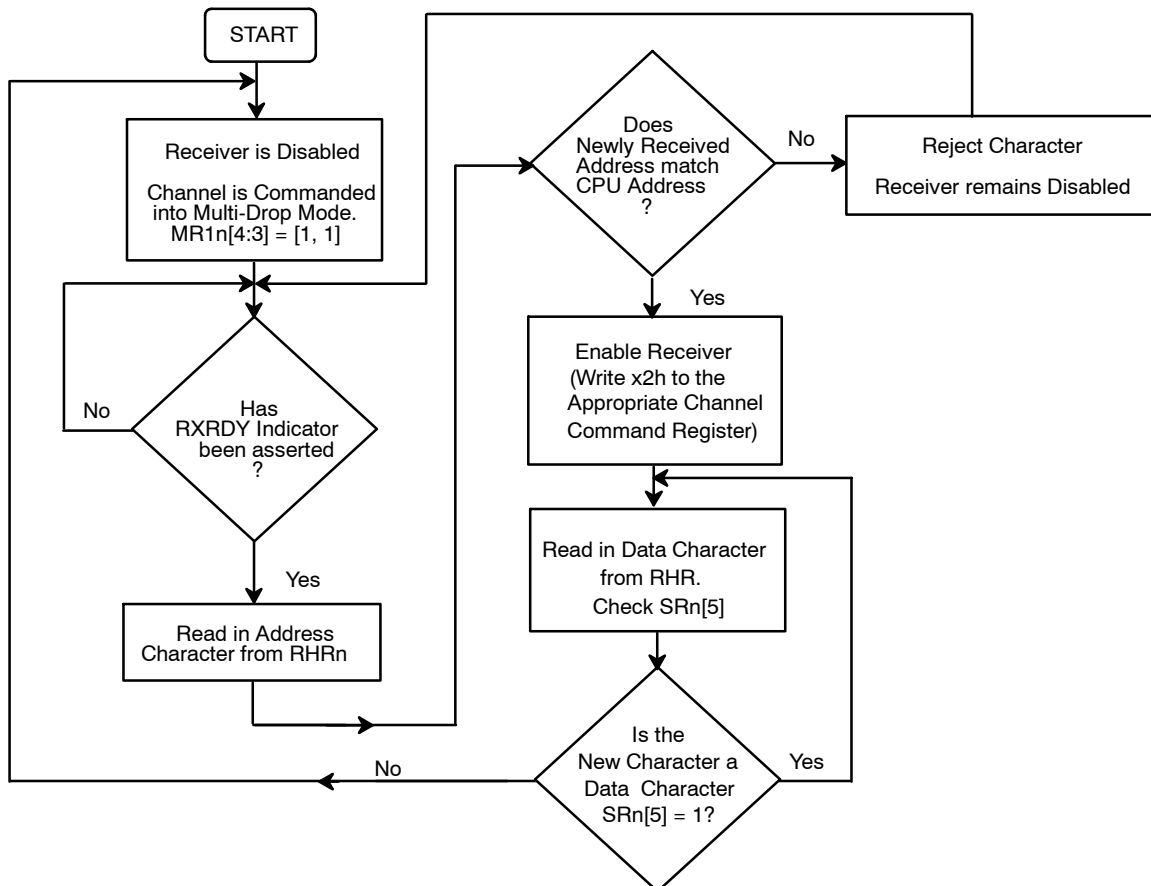 START
Receiver is Disabled
Channel is Commanded
into Multi-Drop Mode.
MR1n[4:3] = [1, 1]
Has
RXRDY Indicator
been asserted
?
No
Yes
Read in Address
Character from RHRn
Does
Newly Received
Address match
CPU Address
?
No
Reject Character
Receiver remains Disabled
Yes
Enable Receiver
(Write x2h to the
Appropriate Channel
Command Register)
Read in Data Character
from RHR.
Check SRn[5]
Is the
New Character a
Data Character
SRn[5] = 1?
Yes
No